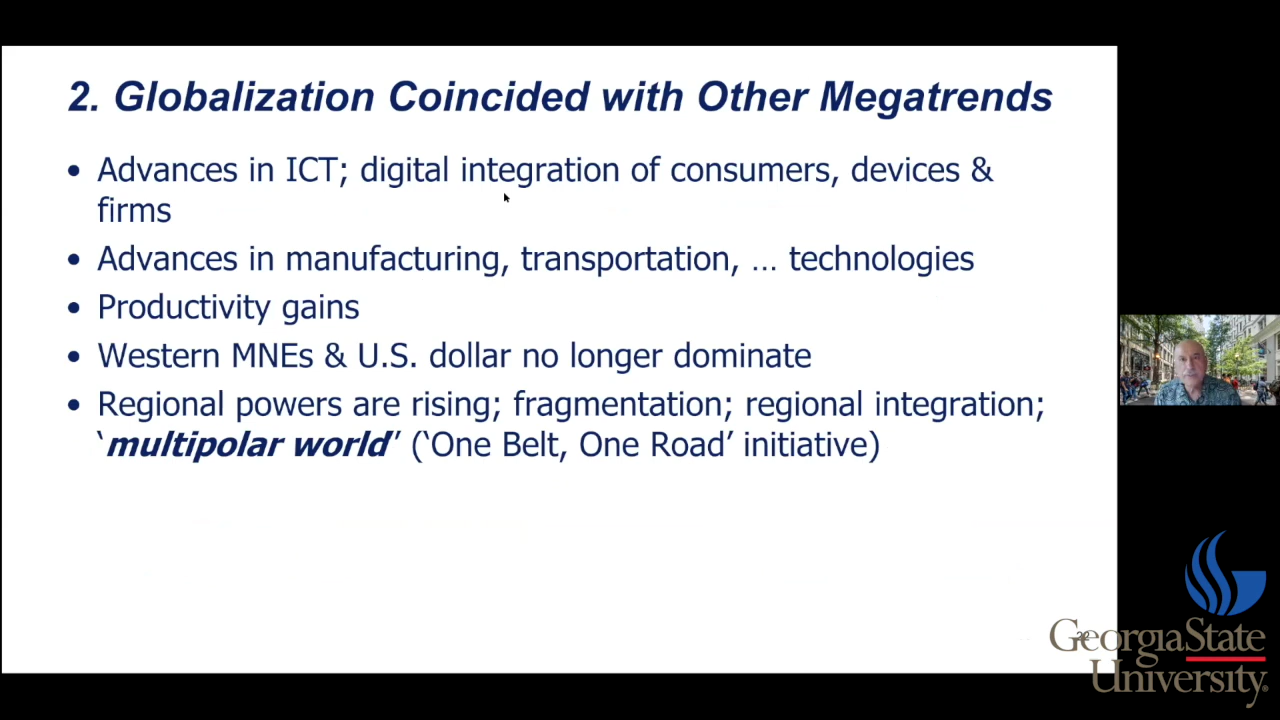 2. Globalization Coincided with Other Megatrends
• Advances in ICT; digital integration of consumers, devices &
firms
• Advances in manufacturing, transportation, … technologies
• Productivity gains
• Western MNEs & U.S. dollar no longer dominate
• Regional powers are rising; fragmentation; regional integration;
‘multipolar world’ (‘One Belt, One Road’ initiative)
22
GeorgiaState
University®